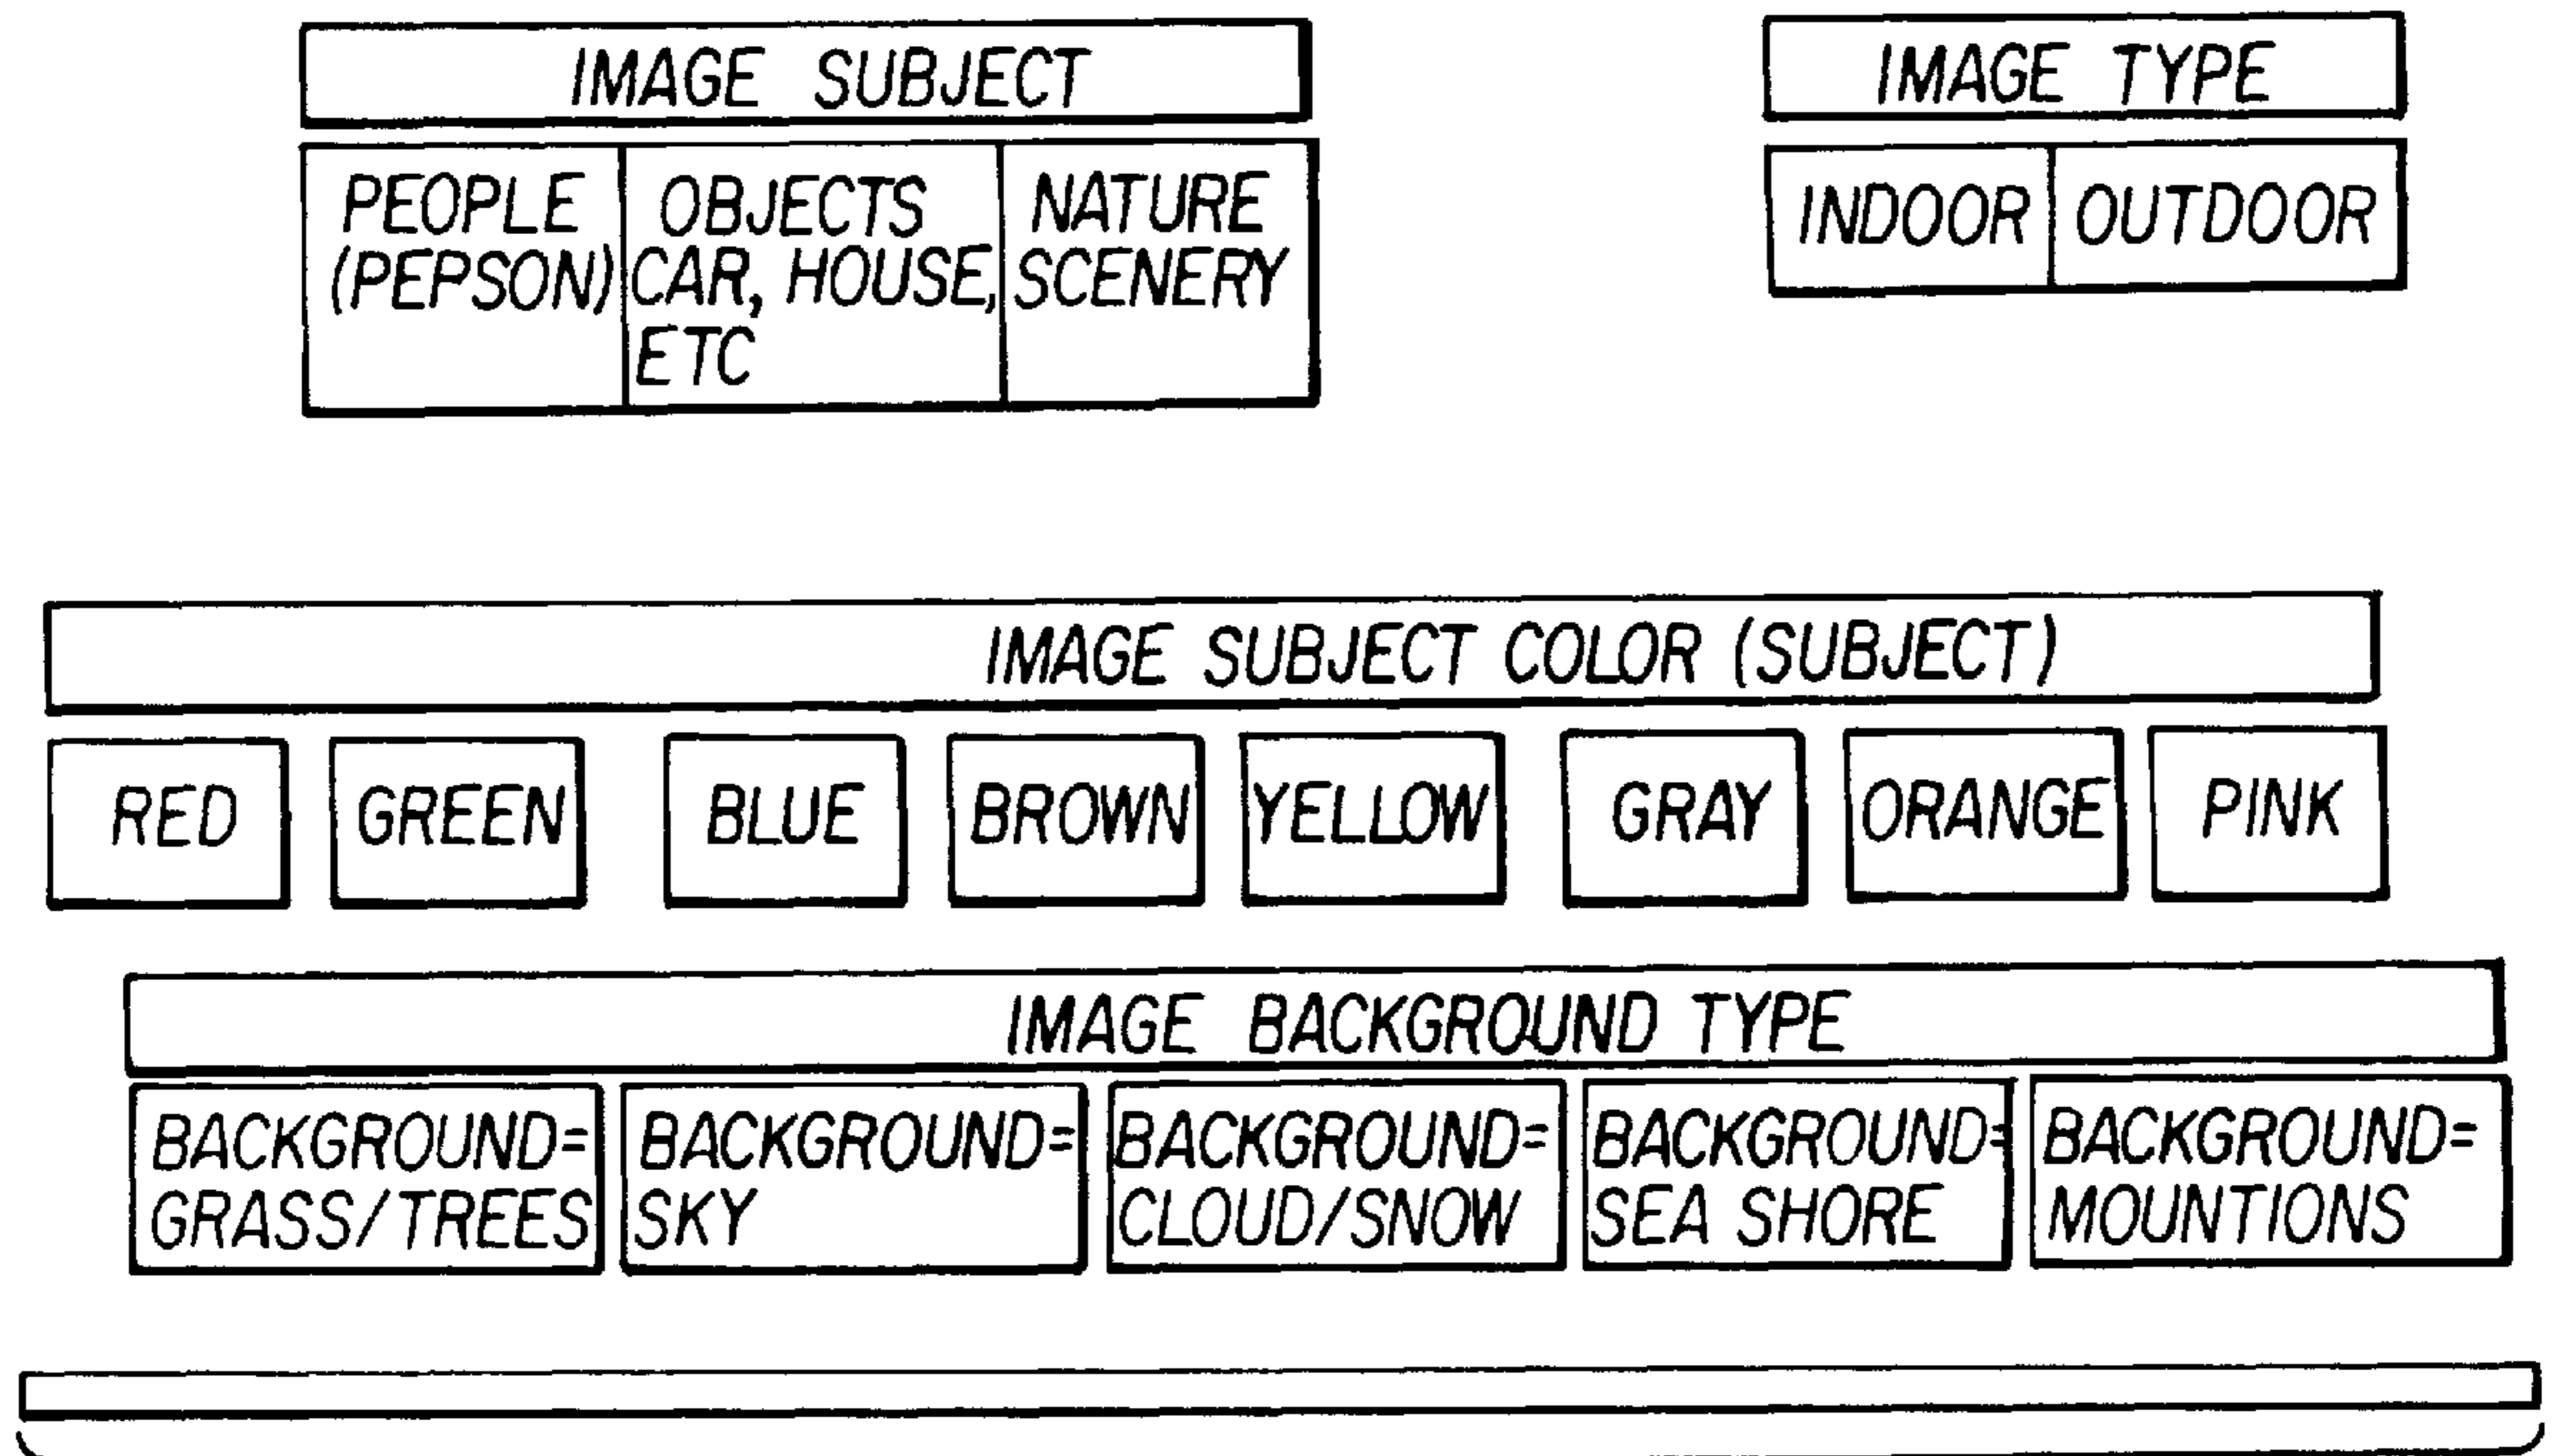 IMAGE SUBJECT
PEOPLE
(PEPSON)
OBJECTS
CAR, HOUSE,
ETC
NATURE
SCENERY
IMAGE TYPE
INDOOR
OUTDOOR
IMAGE SUBJECT COLOR (SUBJECT)
RED
GREEN
BLUE
BROWN
YELLOW
GRAY
ORANGE
PINK
IMAGE BACKGROUND TYPE
BACKGROUND=
GRASS/TREES
BACKGROUND=
SKY
BACKGROUND=
CLOUD/SNOW
BACKGROUND=
SEA SHORE
BACKGROUND=
MOUNTIONS